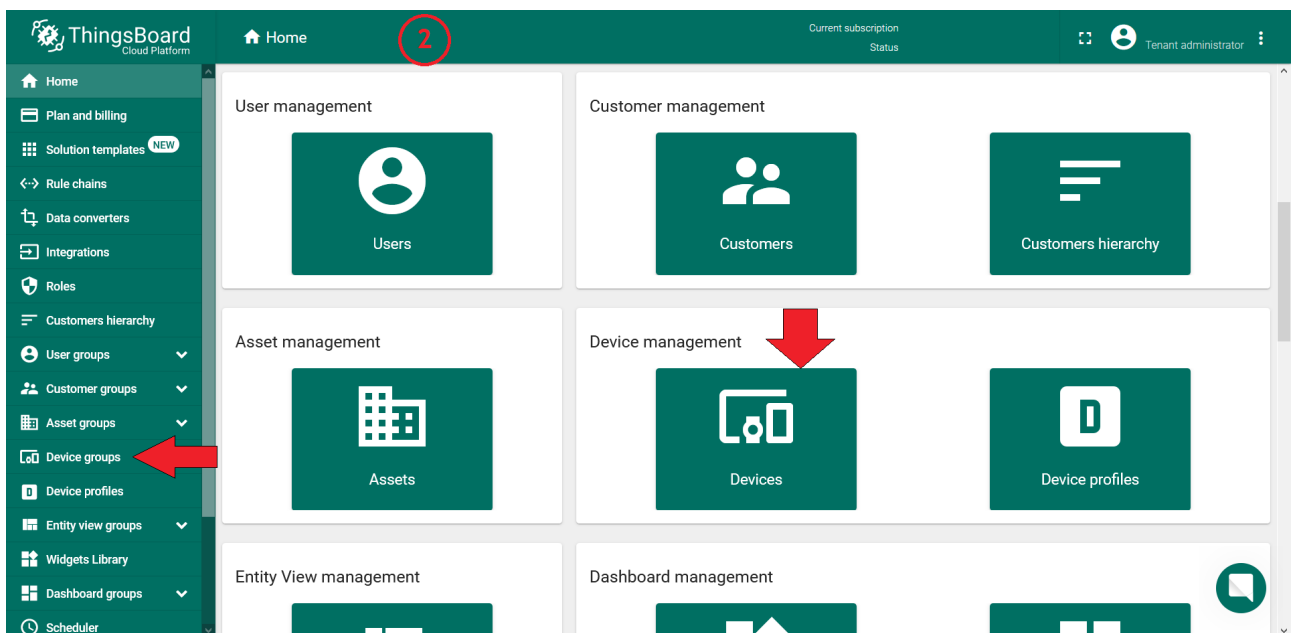 ThingsBoard
Cloud Platform
Home
2
Current subscription
Status
Tenant administrator
Home
Plan and billing
Solution templates NEW
Rule chains
Data converters
Integrations
Roles
Customers hierarchy
User groups
Customer groups
Asset groups
Device groups
Device profiles
Entity view groups
Widgets Library
Dashboard groups
Scheduler
User management
Users
Customer management
Customers
Customers hierarchy
Asset management
Assets
Device management
Devices
D
Device profiles
Entity View management
Dashboard management